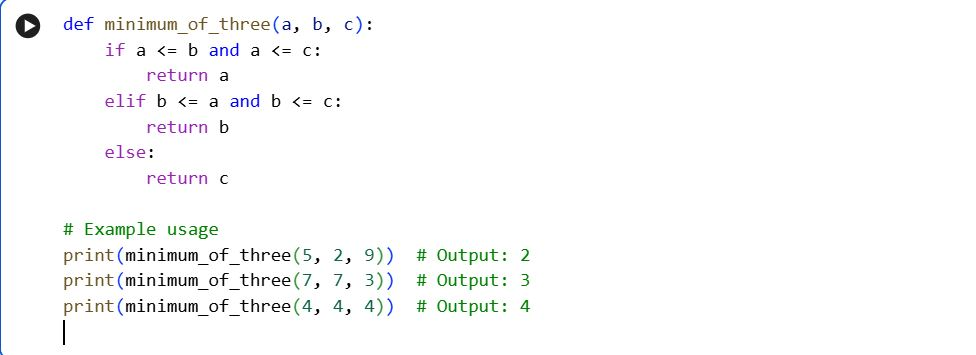 def minimum_of_three(a, b, c):
    if a <= b and a <= c:
        return a
    elif b <= a and b <= c:
        return b
    else:
        return c

# Example usage
print(minimum_of_three(5, 2, 9))  # Output: 2
print(minimum_of_three(7, 7, 3))  # Output: 3
print(minimum_of_three(4, 4, 4))  # Output: 4